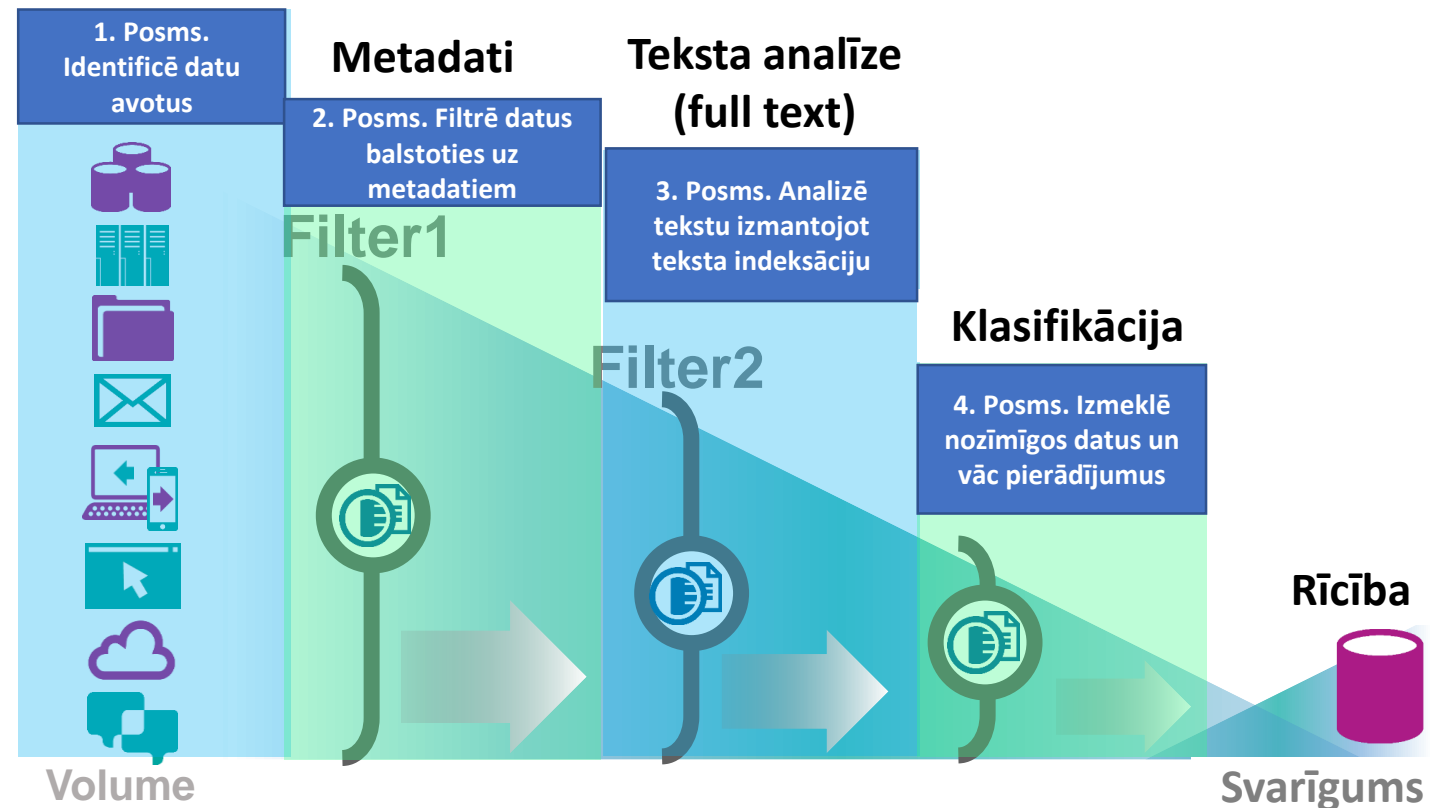 1. Posms.
Identificē datu
avotus
Metadati
2. Posms. Filtrē datus
balstoties uz
metadatiem
Filter1
Teksta analīze
(full text)
3. Posms. Analizē
tekstu izmantojot
teksta indeksāciju
Filter2
Klasifikācija
4. Posms. Izmeklē
nozīmīgos datus un
vāc pierādījumus
Rīcība
Volume
Svarīgums